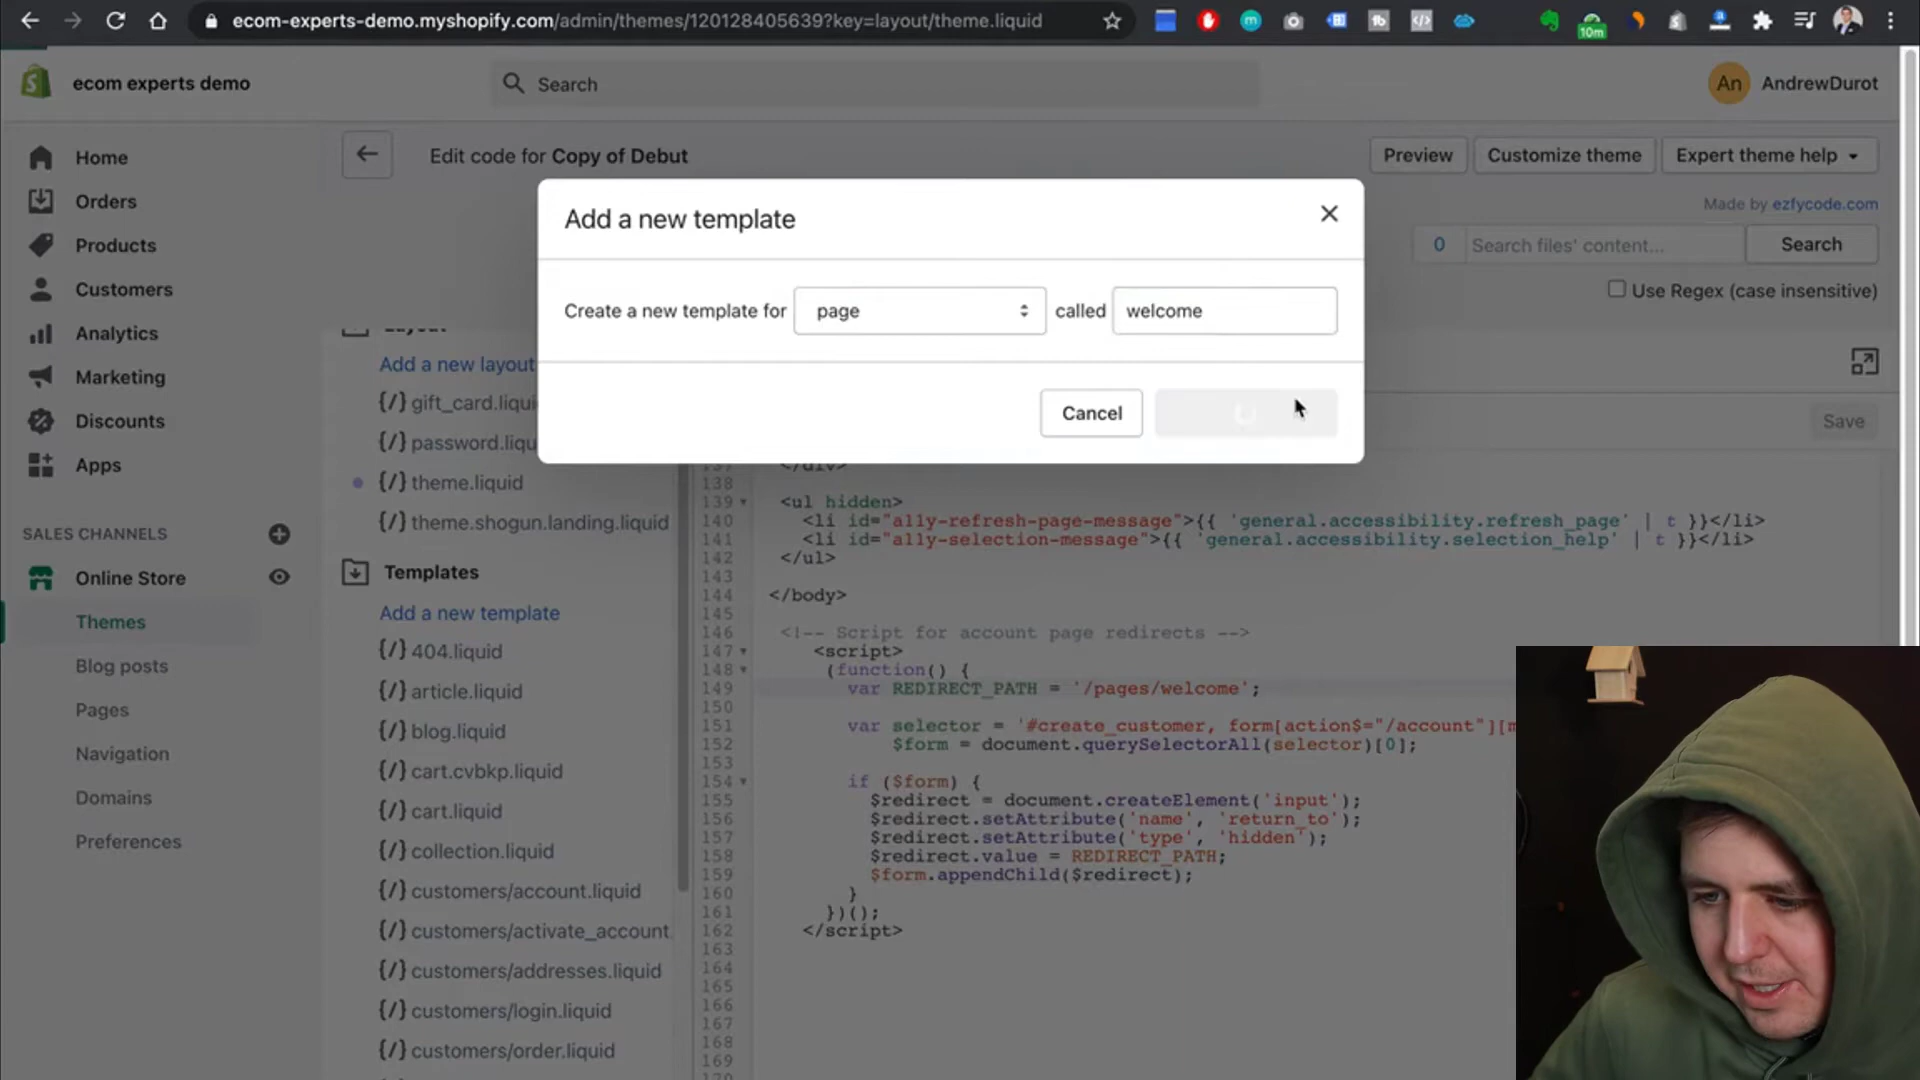 ecom-experts-demo.myshopify.com/admin/themes/120128405639?key=layout/theme.liquid
10m
ecom experts demo
Search
An
AndrewDurot
Home
Orders
Products
Customers
Analytics
Marketing
Discounts
Apps
SALES CHANNELS
Online Store
Themes
Blog posts
Pages
Navigation
Domains
Preferences
Edit code for Copy of Debut
Preview
Customize theme
Expert theme help
Made by ezfycode.com
0
Search files' content...
Search
Use Regex (case insensitive)
Save
Add a new template
Create a new template for
page
called
welcome
Cancel
Layout
Add a new layout
{/} gift_card.liqui
{/} password.liqu
{/} theme.liquid
{/} theme.shogun.landing.liquid
Templates
Add a new template
{/} 404.liquid
{/} article.liquid
{/} blog.liquid
{/} cart.cvbkp.liquid
{/} cart.liquid
{/} collection.liquid
{/} customers/account.liquid
{/} customers/activate_account.
{/} customers/addresses.liquid
{/} customers/login.liquid
{/} customers/order.liquid
137 </div>
138
139 <ul hidden>
140 <li id="a11y-refresh-page-message">{{ 'general.accessibility.refresh_page' | t }}</li>
141 <li id="a11y-selection-message">{{ 'general.accessibility.selection_help' | t }}</li>
142 </ul>
143
144 </body>
145
146 <!-- Script for account page redirects -->
147 <script>
148 (function() {
149 var REDIRECT_PATH = '/pages/welcome';
150
151 var selector = '#create_customer, form[action$="/account"][m
152 $form = document.querySelectorAll(selector)[0];
153
154 if ($form) {
155 $redirect = document.createElement('input');
156 $redirect.setAttribute('name', 'return_to');
157 $redirect.setAttribute('type', 'hidden');
158 $redirect.value = REDIRECT_PATH;
159 $form.appendChild($redirect);
160 }
161 })();
162 </script>
163
164
165
166
167
168
169
170